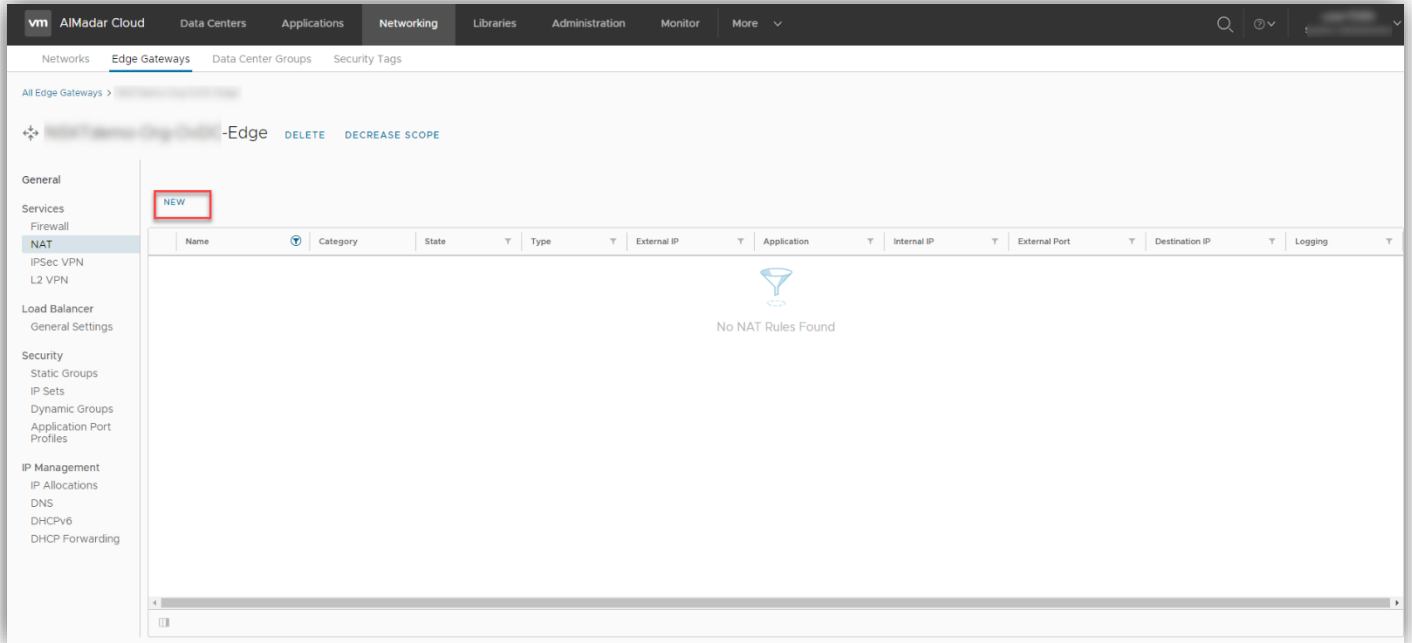 vm AlMadar Cloud Data Centers Applications Networking Libraries Administration Monitor More
Networks Edge Gateways Data Center Groups Security Tags
All Edge Gateways >
-Edge DELETE DECREASE SCOPE
General
Services
Firewall
NAT
IPSec VPN
L2 VPN
Load Balancer
General Settings
Security
Static Groups
IP Sets
Dynamic Groups
Application Port
Profiles
IP Management
IP Allocations
DNS
DHCPv6
DHCP Forwarding
NEW
Name Category State Type External IP Application Internal IP External Port Destination IP Logging
No NAT Rules Found